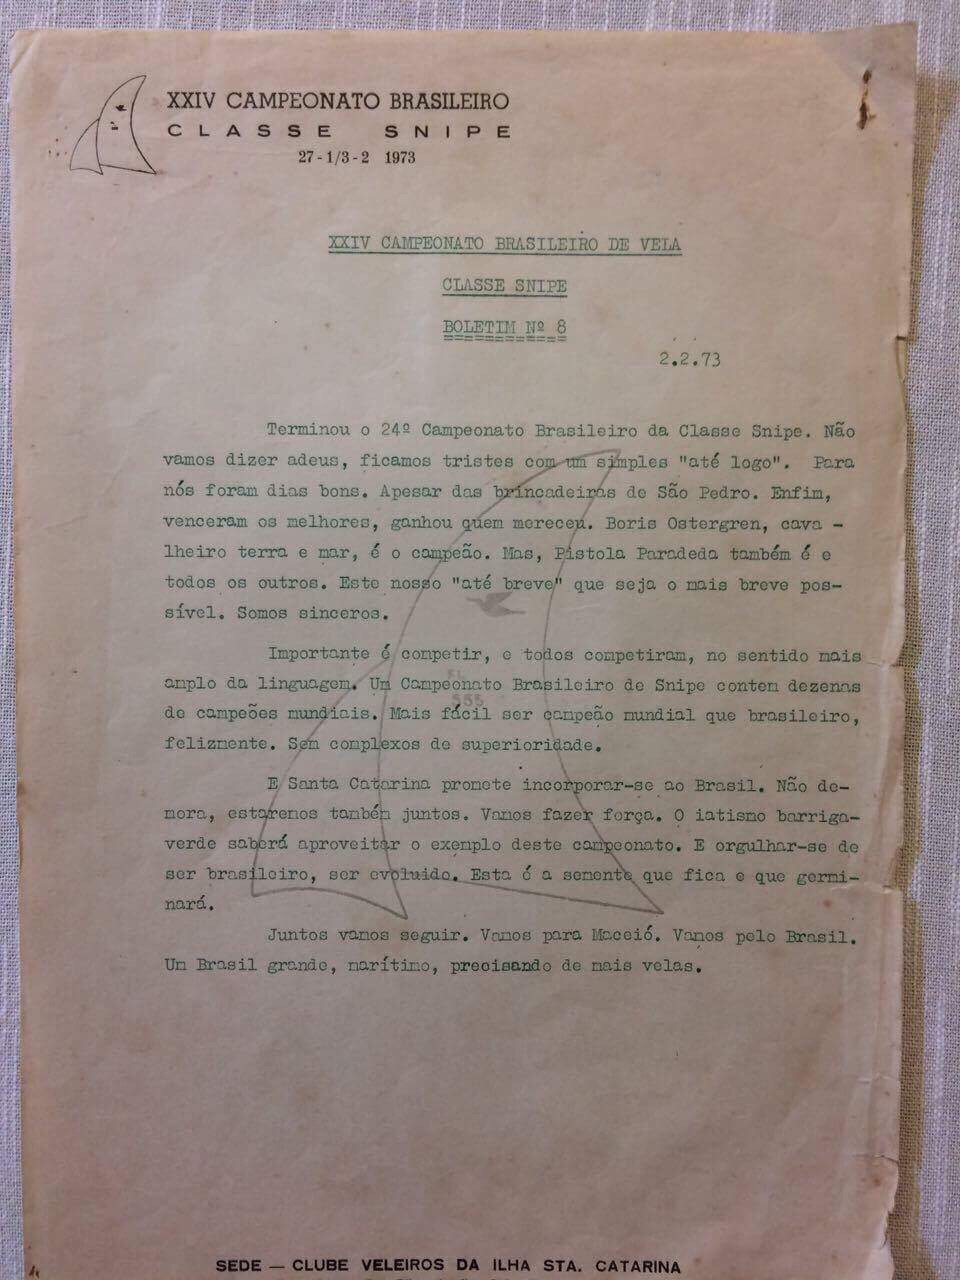 XXIV CAMPEONATO BRASILEIRO
CLASSE SNIPE
27-1/3-2 1973
XXIV CAMPEONATO BRASILEIRO DE VELA
CLASSE SNIPE
BOLETIM Nº 8
2.2.73
Terminou o 24º Campeonato Brasileiro da Classe Snipe. Não
vamos dizer adeus, ficamos tristes com um simples "até logo". Para
nós foram dias bons. Apesar das brincadeiras de São Pedro. Enfim,
venceram os melhores, ganhou quem mereceu. Boris Ostergren, cava -
lheiro terra e mar, é o campeão. Mas, Pistola Paradeda também é e
todos os outros. Este nosso "até breve" que seja o mais breve pos-
sível. Somos sinceros.
Importante é competir, e todos competiram, no sentido mais
amplo da linguagem. Um Campeonato Brasileiro de Snipe contem dezenas
de campeões mundiais. Mais fácil ser campeão mundial que brasileiro,
felizmente. Sem complexos de superioridade.
E Santa Catarina promete incorporar-se ao Brasil. Não de-
mora, estaremos também juntos. Vamos fazer força. O iatismo barriga-
verde saberá aproveitar o exemplo deste campeonato. E orgulhar-se de
ser brasileiro, ser evoluido. Esta é a semente que fica e que germi-
nará.
Juntos vamos seguir. Vamos para Maceió. Vamos pelo Brasil.
Um Brasil grande, marítimo, precisando de mais velas.
SEDE — CLUBE VELEIROS DA ILHA STA. CATARINA